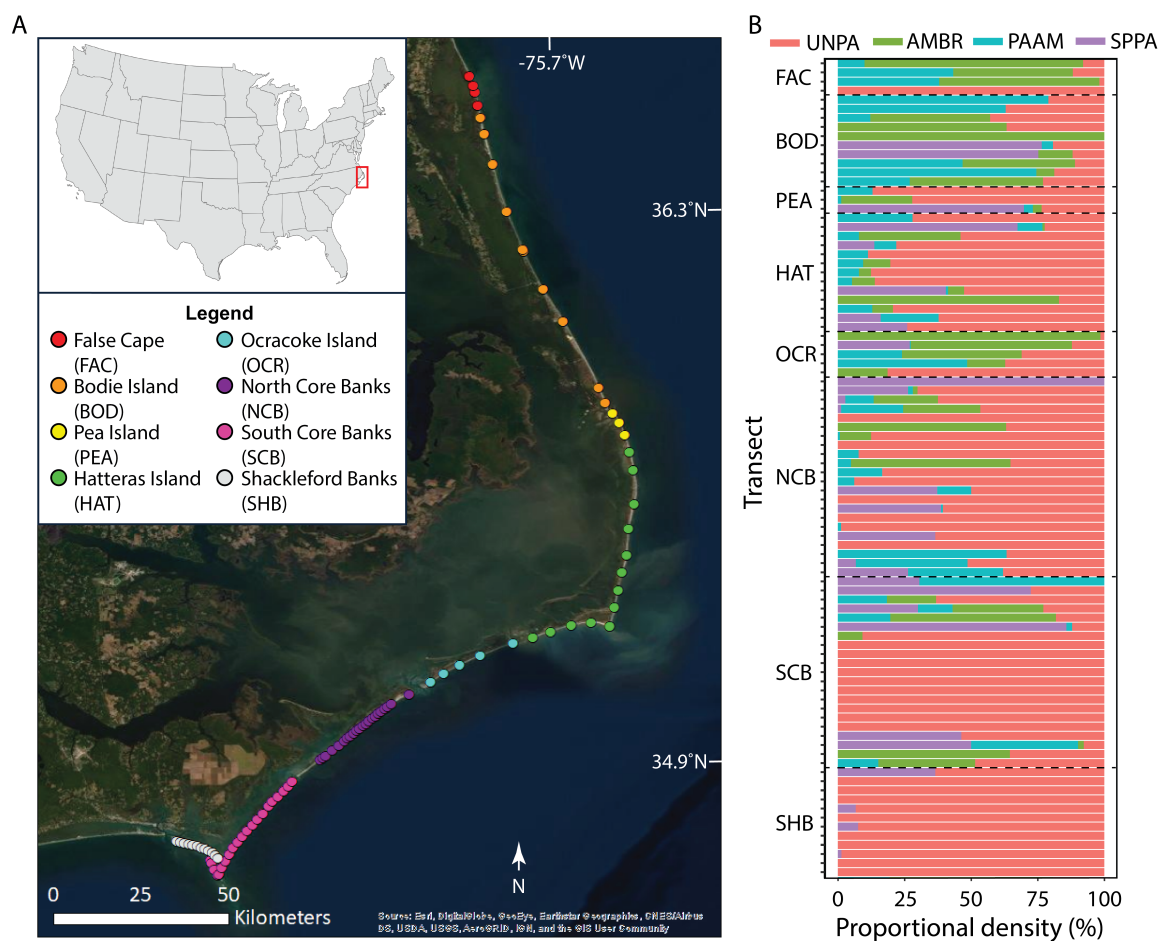 A
-75.7°W
36.3°N
34.9°N
Legend
False Cape
(FAC)
Bodie Island
(BOD)
Pea Island
(PEA)
Hatteras Island
(HAT)
Ocracoke Island
(OCR)
North Core Banks
(NCB)
South Core Banks
(SCB)
Shackleford Banks
(SHB)
0 25 50
Kilometers
N
Source: Esri, DigitalGlobe, GeoEye, Earthstar Geographics, CNES/Airbus
DS, USDA, USGS, AeroGRID, IGN, and the GIS User Community
B
UNPA AMBR PAAM SPPA
FAC
BOD
PEA
HAT
OCR
NCB
SCB
SHB
Transect
0 25 50 75 100
Proportional density (%)